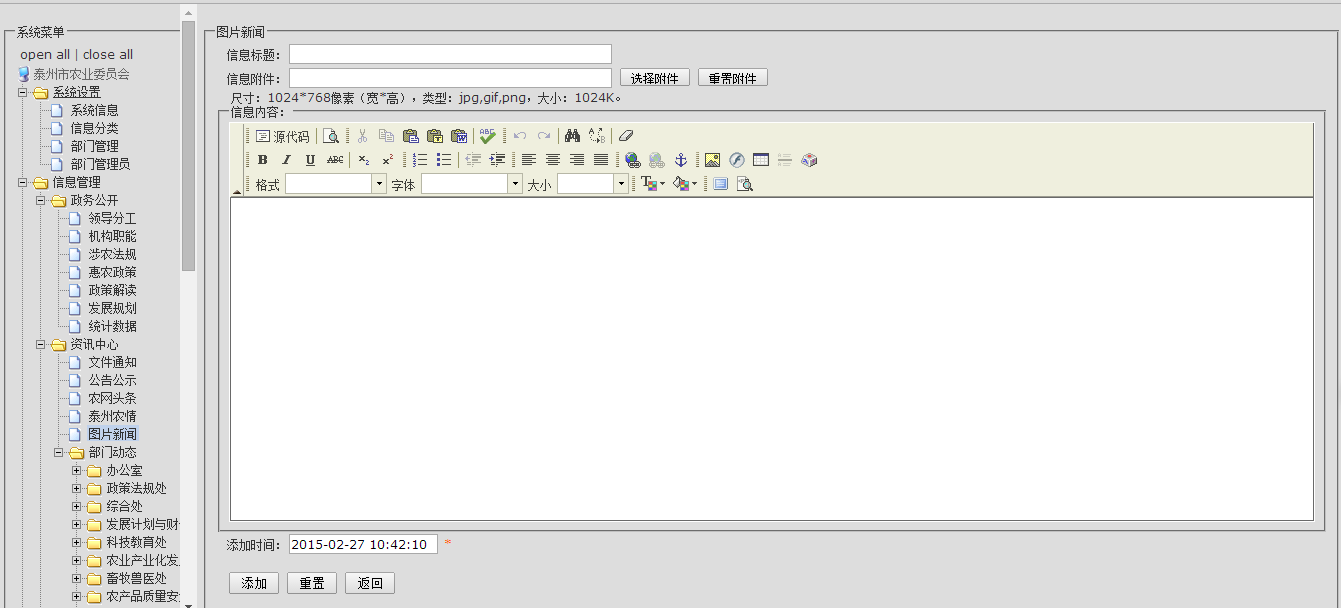 系统菜单
open all | close all
泰州市农业委员会
系统设置
系统信息
信息分类
部门管理
部门管理员
信息管理
政务公开
领导分工
机构职能
涉农法规
惠农政策
政策解读
发展规划
统计数据
资讯中心
文件通知
公告公示
农网头条
泰州农情
图片新闻
部门动态
办公室
政策法规处
综合处
发展计划与财
科技教育处
农业产业化发
畜牧兽医处
农产品质量安
图片新闻
信息标题：
信息附件： 选择附件 重置附件
尺寸：1024*768像素（宽*高），类型：jpg,gif,png，大小：1024K。
信息内容：
源代码
B I U ABC x₂ x²
格式 字体 大小
添加时间： 2015-02-27 10:42:10 *
添加 重置 返回